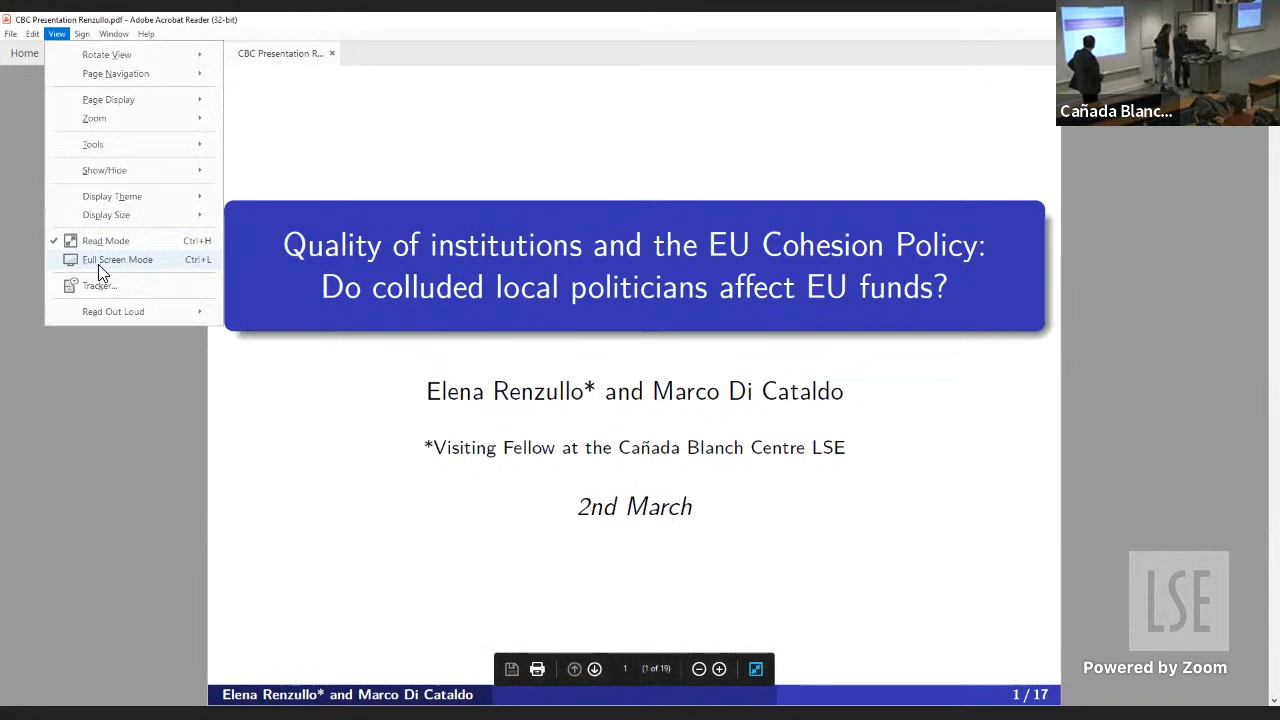 CBC Presentation Renzullo.pdf - Adobe Acrobat Reader (32-bit)
File Edit View Sign Window Help
Home
CBC Presentation R... ×
Rotate View
Page Navigation
Page Display
Zoom
Tools
Show/Hide
Display Theme
Display Size
Read Mode Ctrl+H
Full Screen Mode Ctrl+L
Tracker...
Read Out Loud
Cañada Blanc...
Quality of institutions and the EU Cohesion Policy:
Do colluded local politicians affect EU funds?
Elena Renzullo* and Marco Di Cataldo
*Visiting Fellow at the Cañada Blanch Centre LSE
2nd March
LSE
Powered by Zoom
1 (1 of 19)
Elena Renzullo* and Marco Di Cataldo
1 / 17